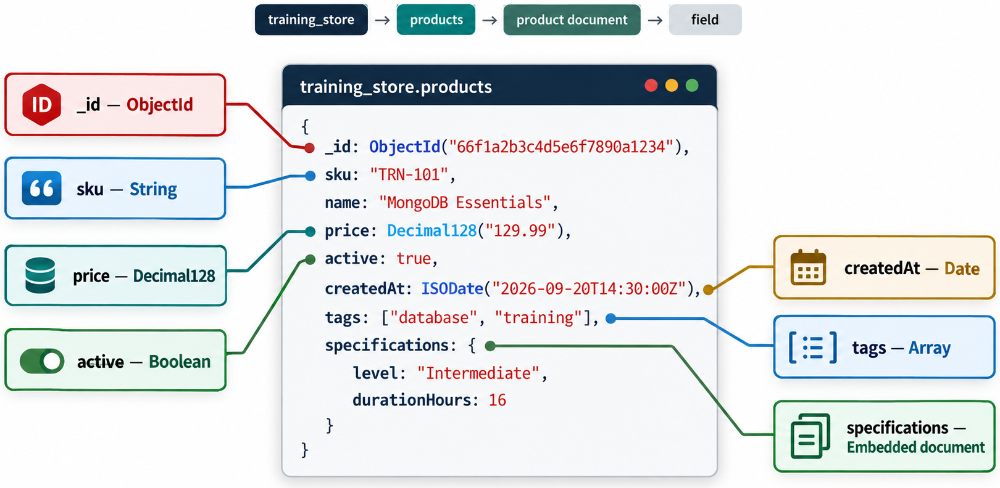 training_store → products → product document → field
training_store.products
ID _id — ObjectId
sku — String
price — Decimal128
active — Boolean
{
_id: ObjectId("66f1a2b3c4d5e6f7890a1234"),
sku: "TRN-101",
name: "MongoDB Essentials",
price: Decimal128("129.99"),
active: true,
createdAt: ISODate("2026-09-20T14:30:00Z"),
tags: ["database", "training"],
specifications: {
level: "Intermediate",
durationHours: 16
}
}
createdAt — Date
tags — Array
specifications —
Embedded document